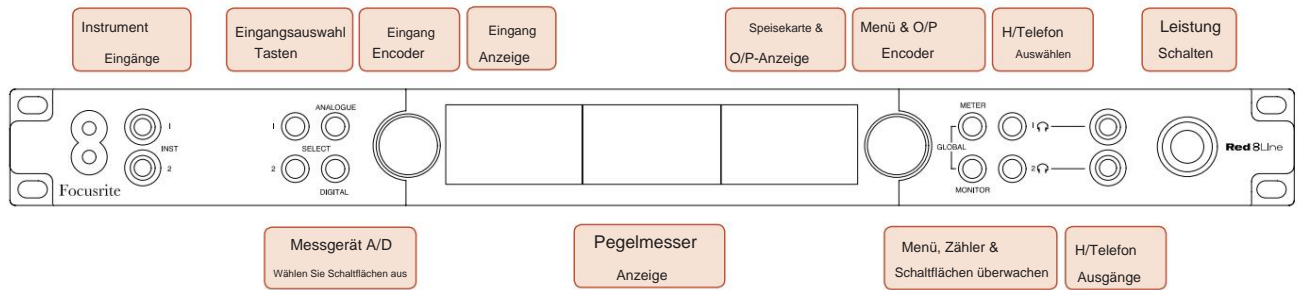 Instrument
Eingänge
Eingangsauswahl
Tasten
Eingang
Encoder
Eingang
Anzeige
Speisekarte &
O/P-Anzeige
Menü & O/P
Encoder
H/Telefon
Auswählen
Leistung
Schalten
Focusrite
1
INST
2
1
ANALOGUE
SELECT
2
DIGITAL
METER
GLOBAL
MONITOR
1
2
Red 8Line
Messgerät A/D
Wählen Sie Schaltflächen aus
Pegelmesser
Anzeige
Menü, Zähler &
Schaltflächen überwachen
H/Telefon
Ausgänge